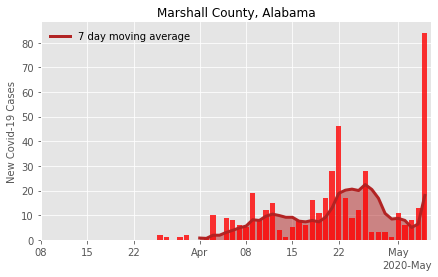 Marshall County, Alabama
7 day moving average
New Covid-19 Cases
80
70
60
50
40
30
20
10
0
08 15 22 Apr 08 15 22 May
2020-May